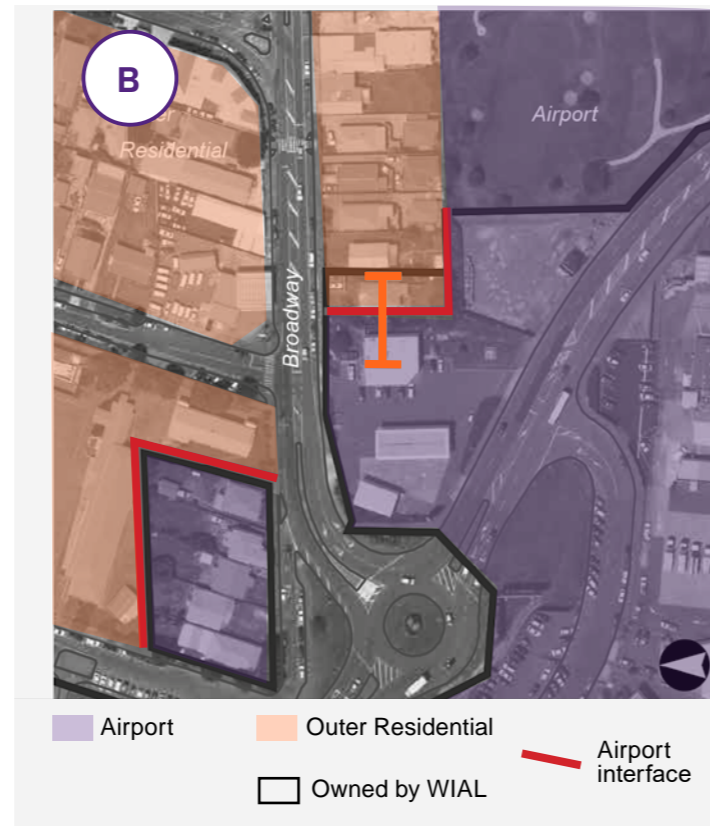 B
Airport
Residential
Broadway
Airport
Outer Residential
Airport
interface
Owned by WIAL